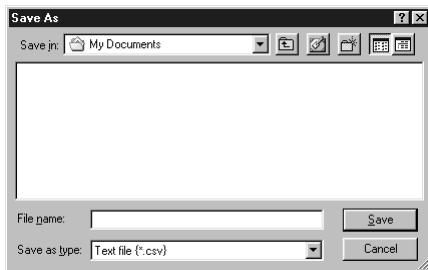 Save As
Save in: My Documents
File name:
Save
Save as type: Text file {*.csv}
Cancel